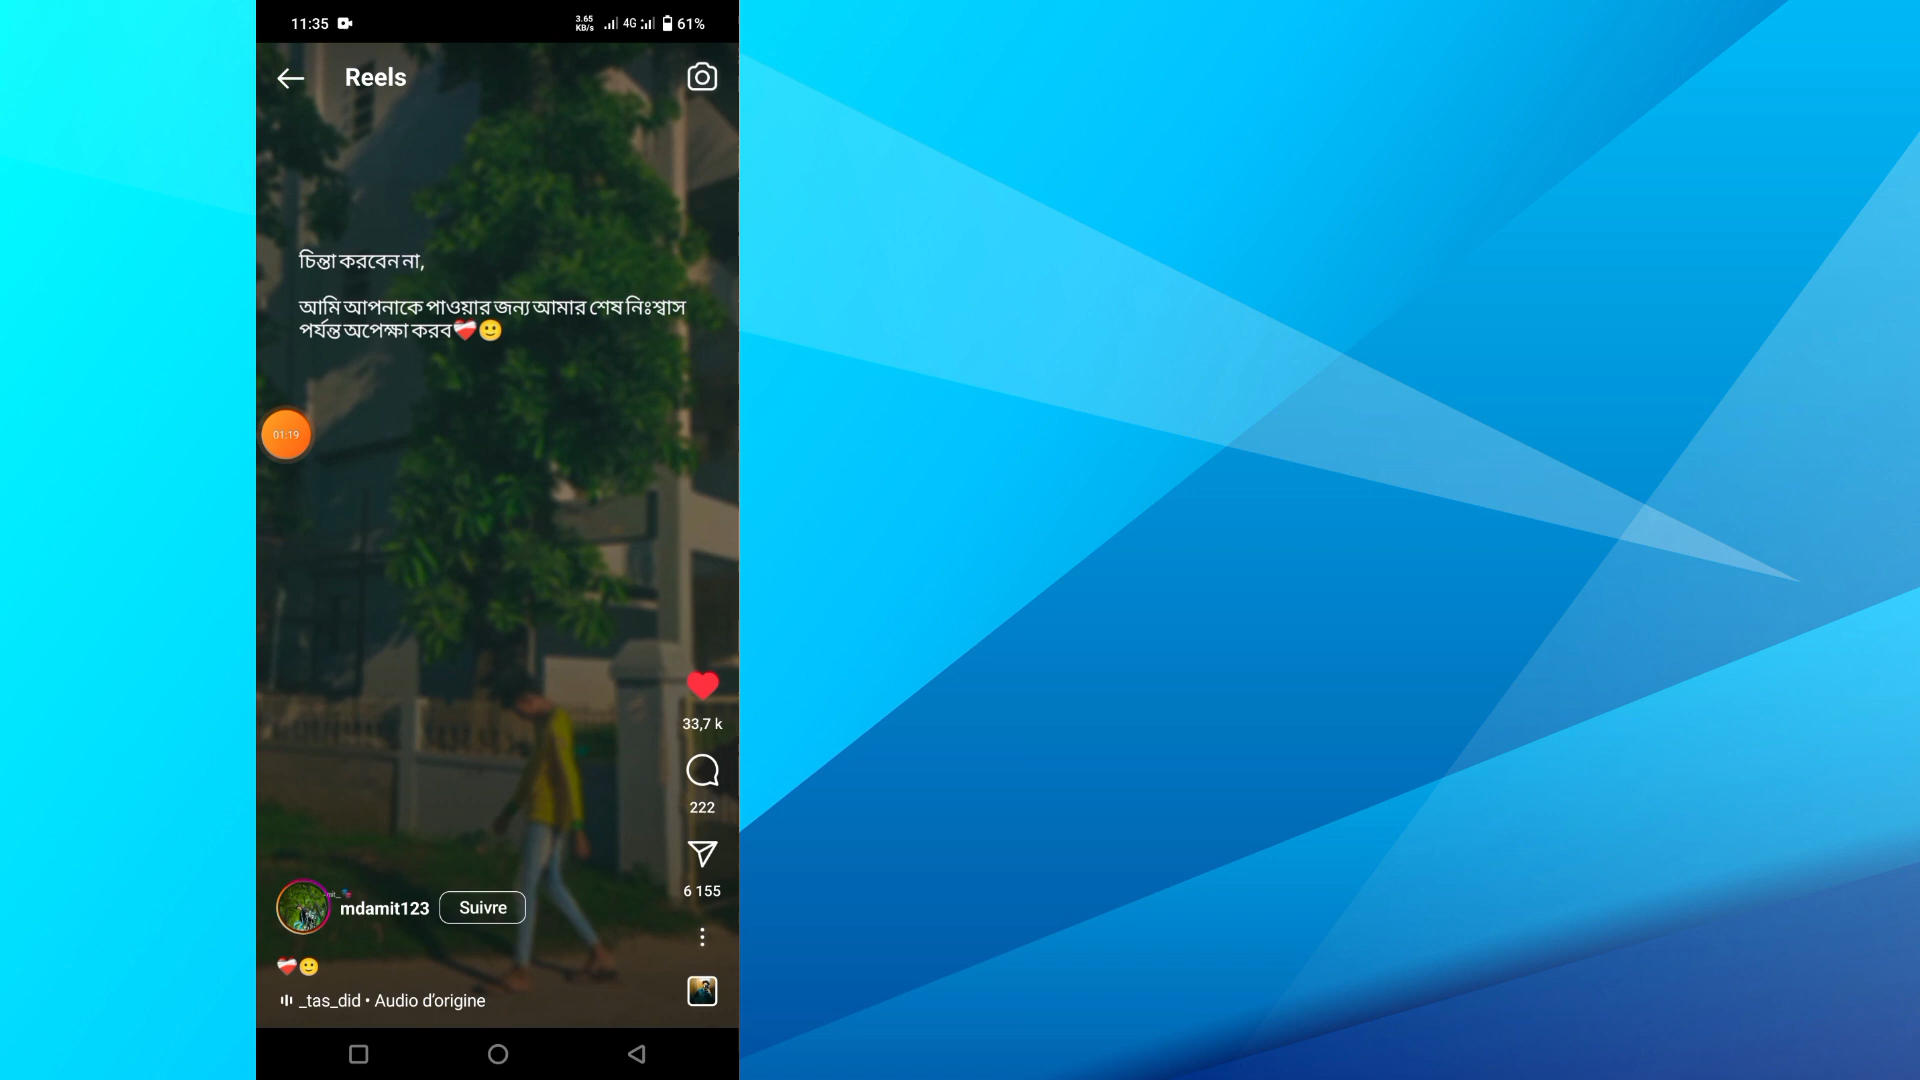 11:35
3.65
KB/s
4G
61%
Reels
চিন্তা করবেন না,
আমি আপনাকে পাওয়ার জন্য আমার শেষ নিঃশ্বাস
পর্যন্ত অপেক্ষা করব❤️‍🩹🙂
01:19
33,7 k
222
6 155
mdamit123 Suivre
❤️‍🩹🙂
_tas_did • Audio d’origine